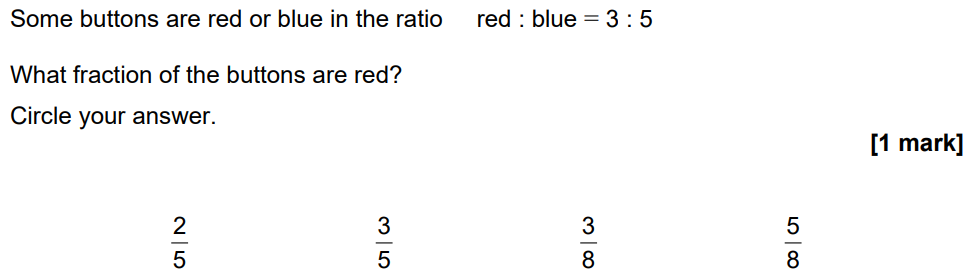 Some buttons are red or blue in the ratio red : blue = 3 : 5
What fraction of the buttons are red?
Circle your answer.
[1 mark]
2/5 3/5 3/8 5/8